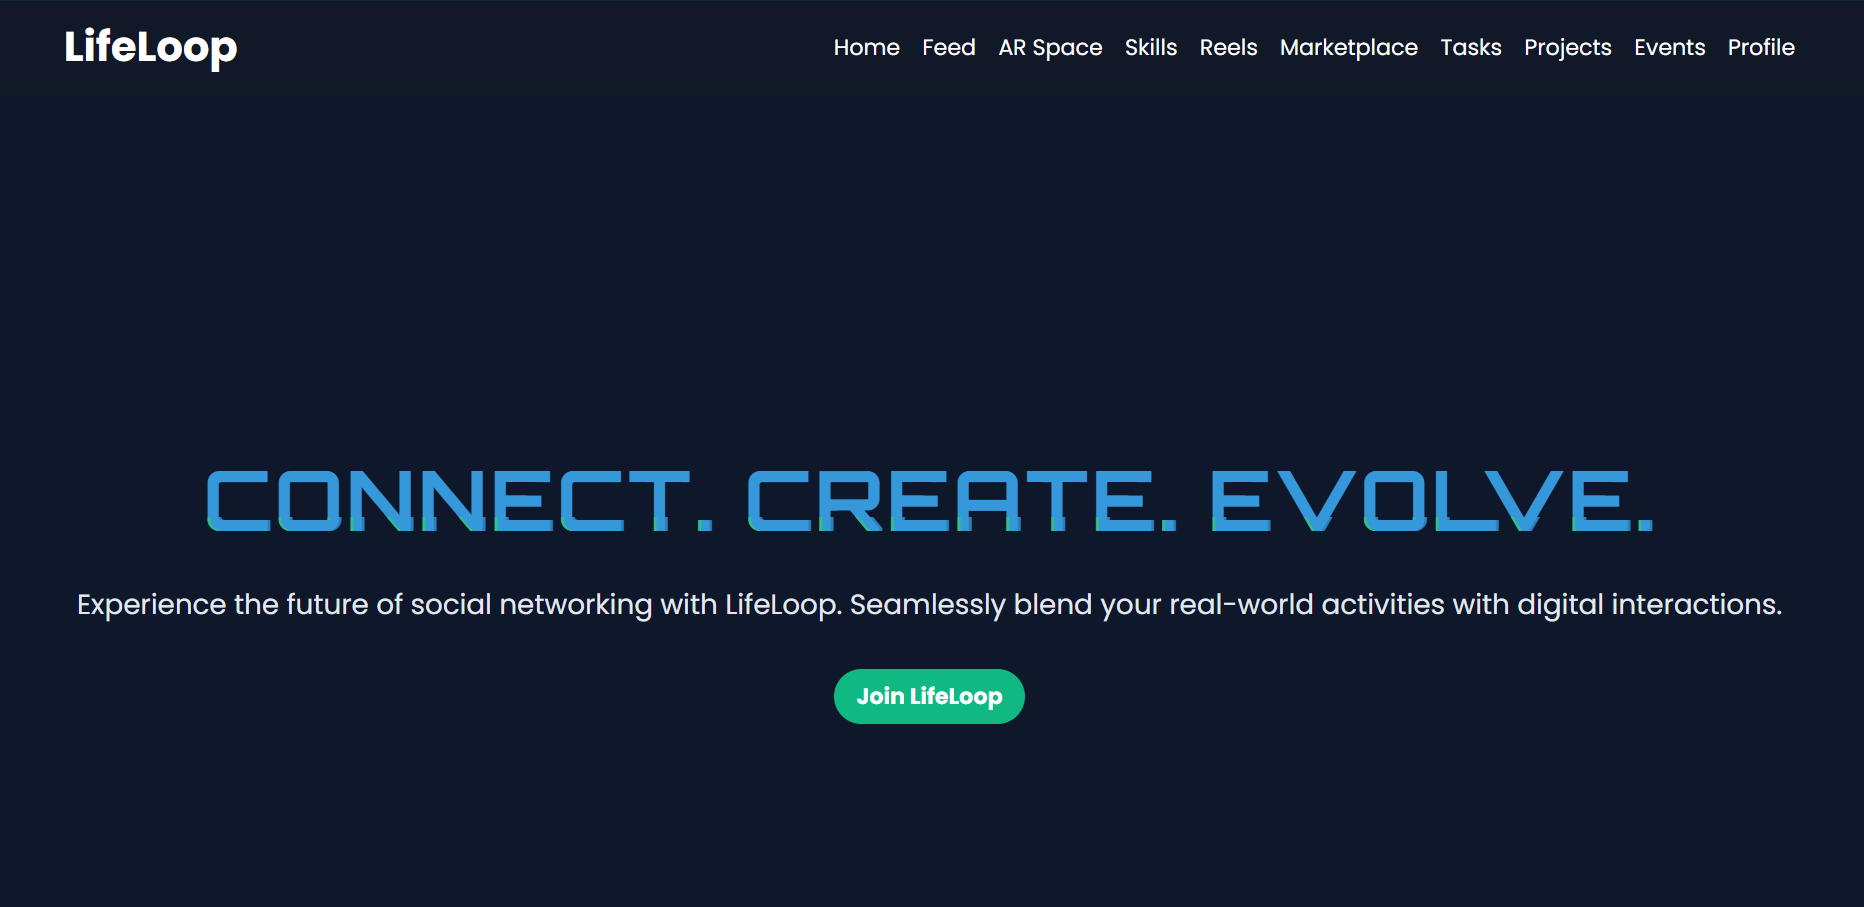 LifeLoop
Home Feed AR Space Skills Reels Marketplace Tasks Projects Events Profile
CONNECT. CREATE. EVOLVE.
Experience the future of social networking with LifeLoop. Seamlessly blend your real-world activities with digital interactions.
Join LifeLoop